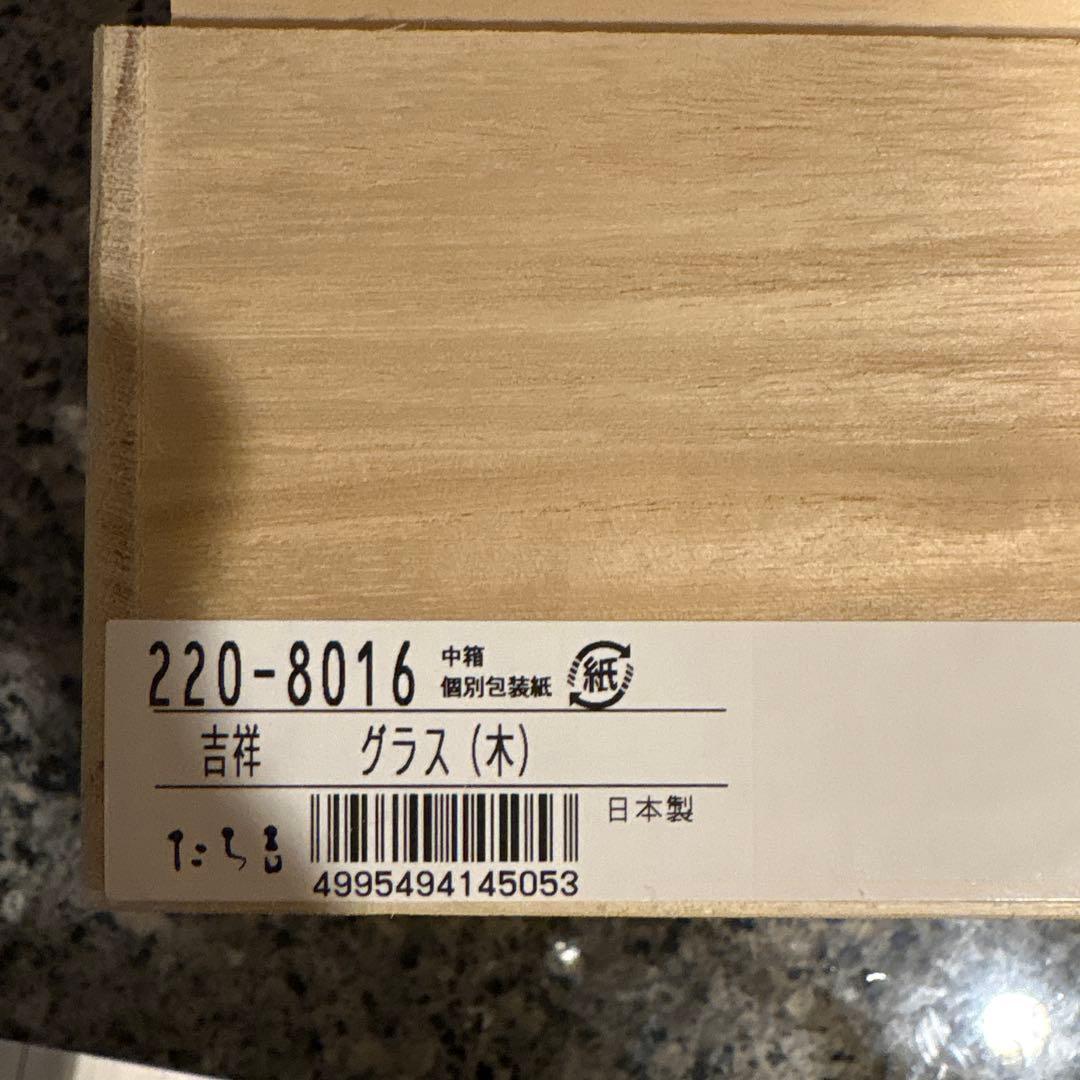 220-8016
中箱
個別包装紙
紙
吉祥 グラス(木)
日本製
たち吉
4995494145053